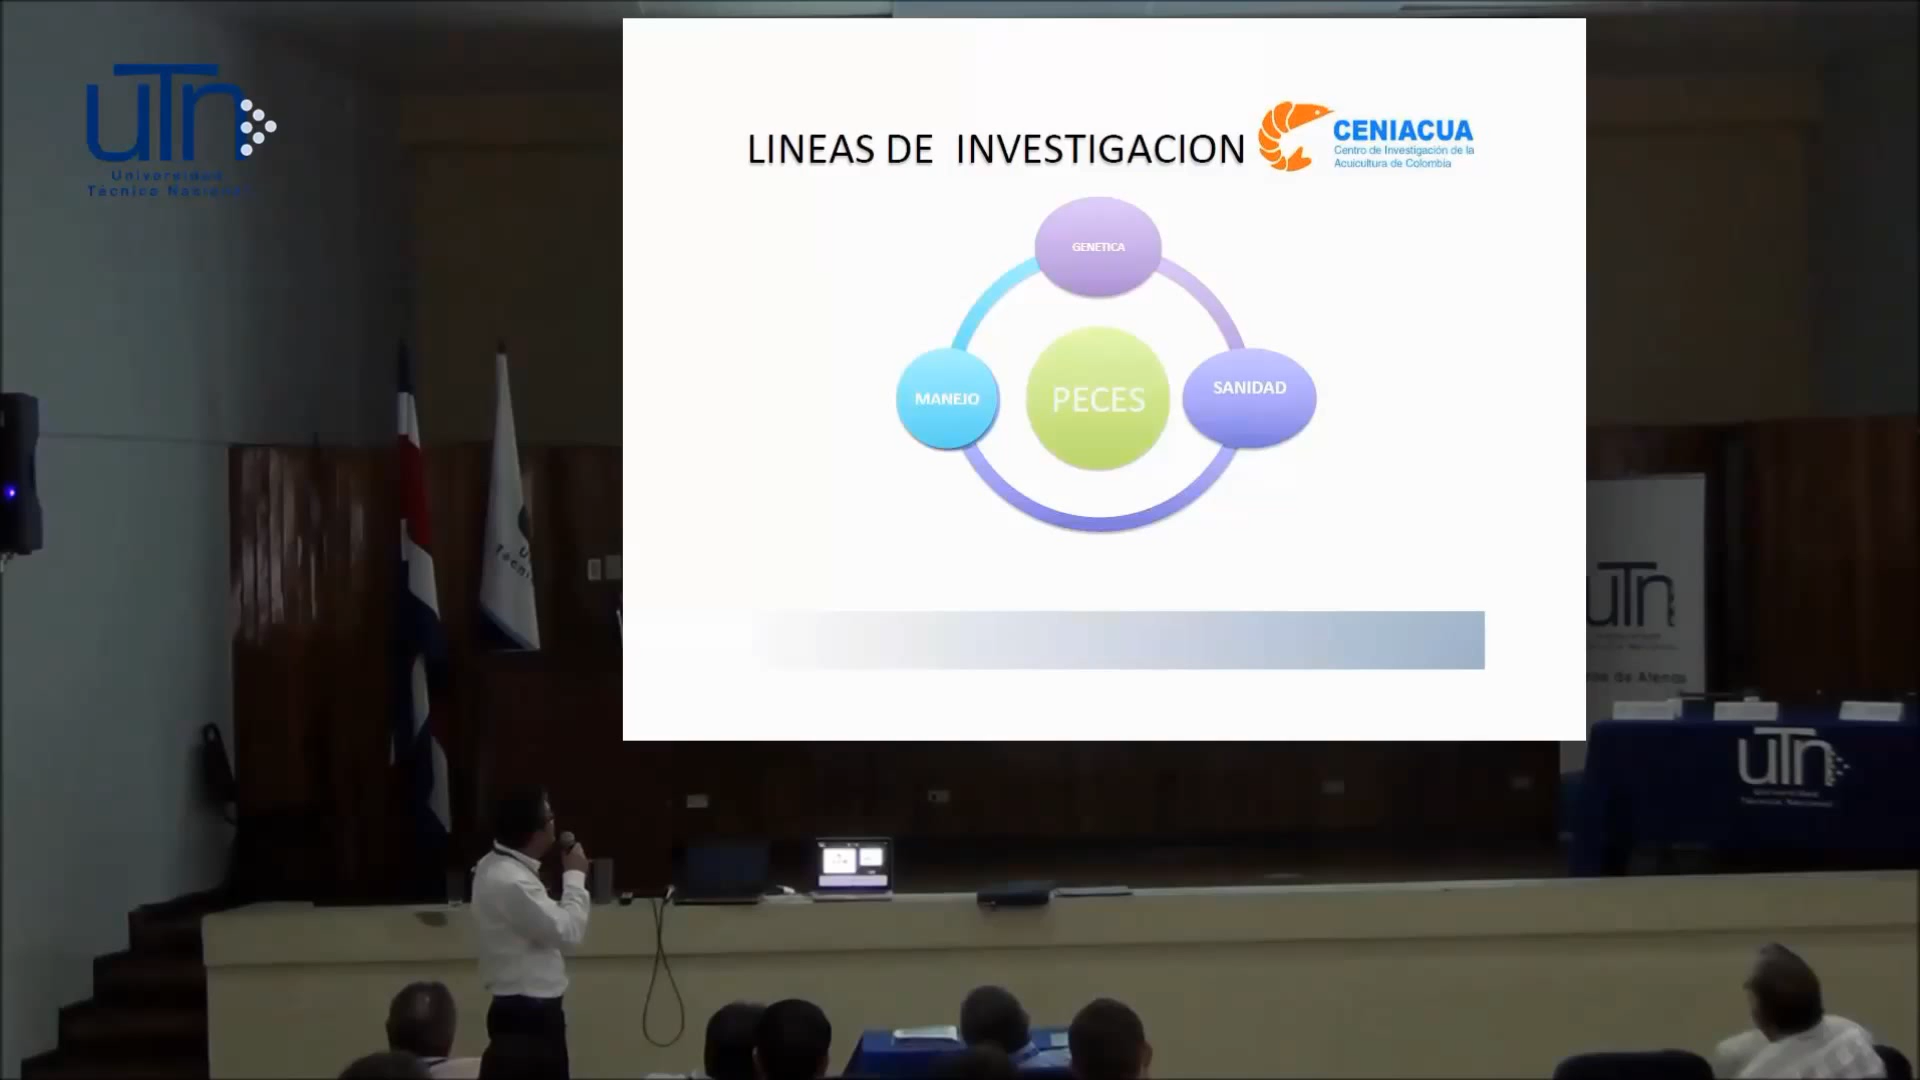 uTn
Universidad
Técnica Nacional
LINEAS DE INVESTIGACION
CENIACUA
Centro de Investigación de la
Acuicultura de Colombia
GENETICA
MANEJO
PECES
SANIDAD
uTn
uTn
Universidad
Técnica Nacional